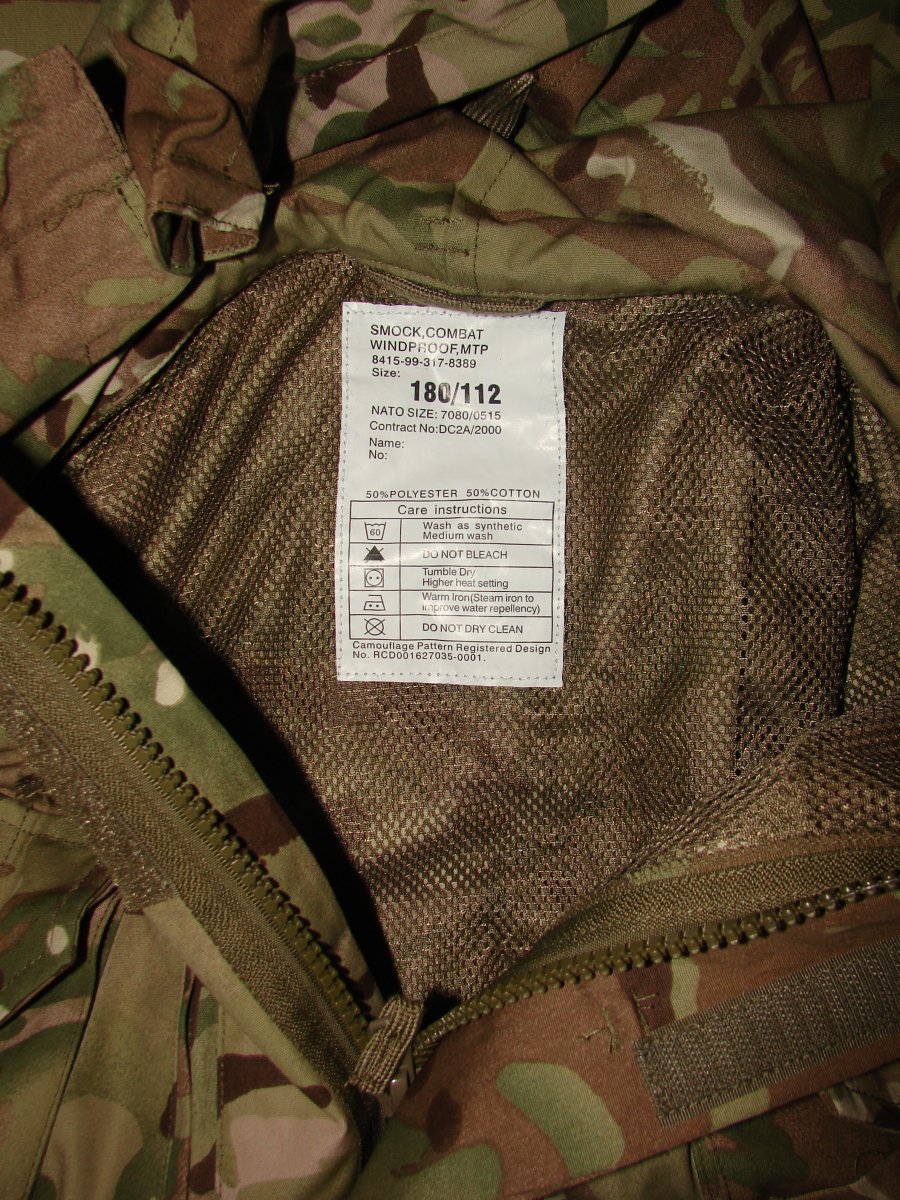 SMOCK,COMBAT
WINDPROOF,MTP
8415-99-317-8389
Size:
180/112
NATO SIZE: 7080/0515
Contract No:DC2A/2000
Name:
No:
50%POLYESTER 50%COTTON
Care instructions
60
Wash as synthetic
Medium wash
DO NOT BLEACH
Tumble Dry
Higher heat setting
Warm Iron(Steam iron to
improve water repellency)
DO NOT DRY CLEAN
Camouflage Pattern Registered Design
No. RCD001627035-0001.